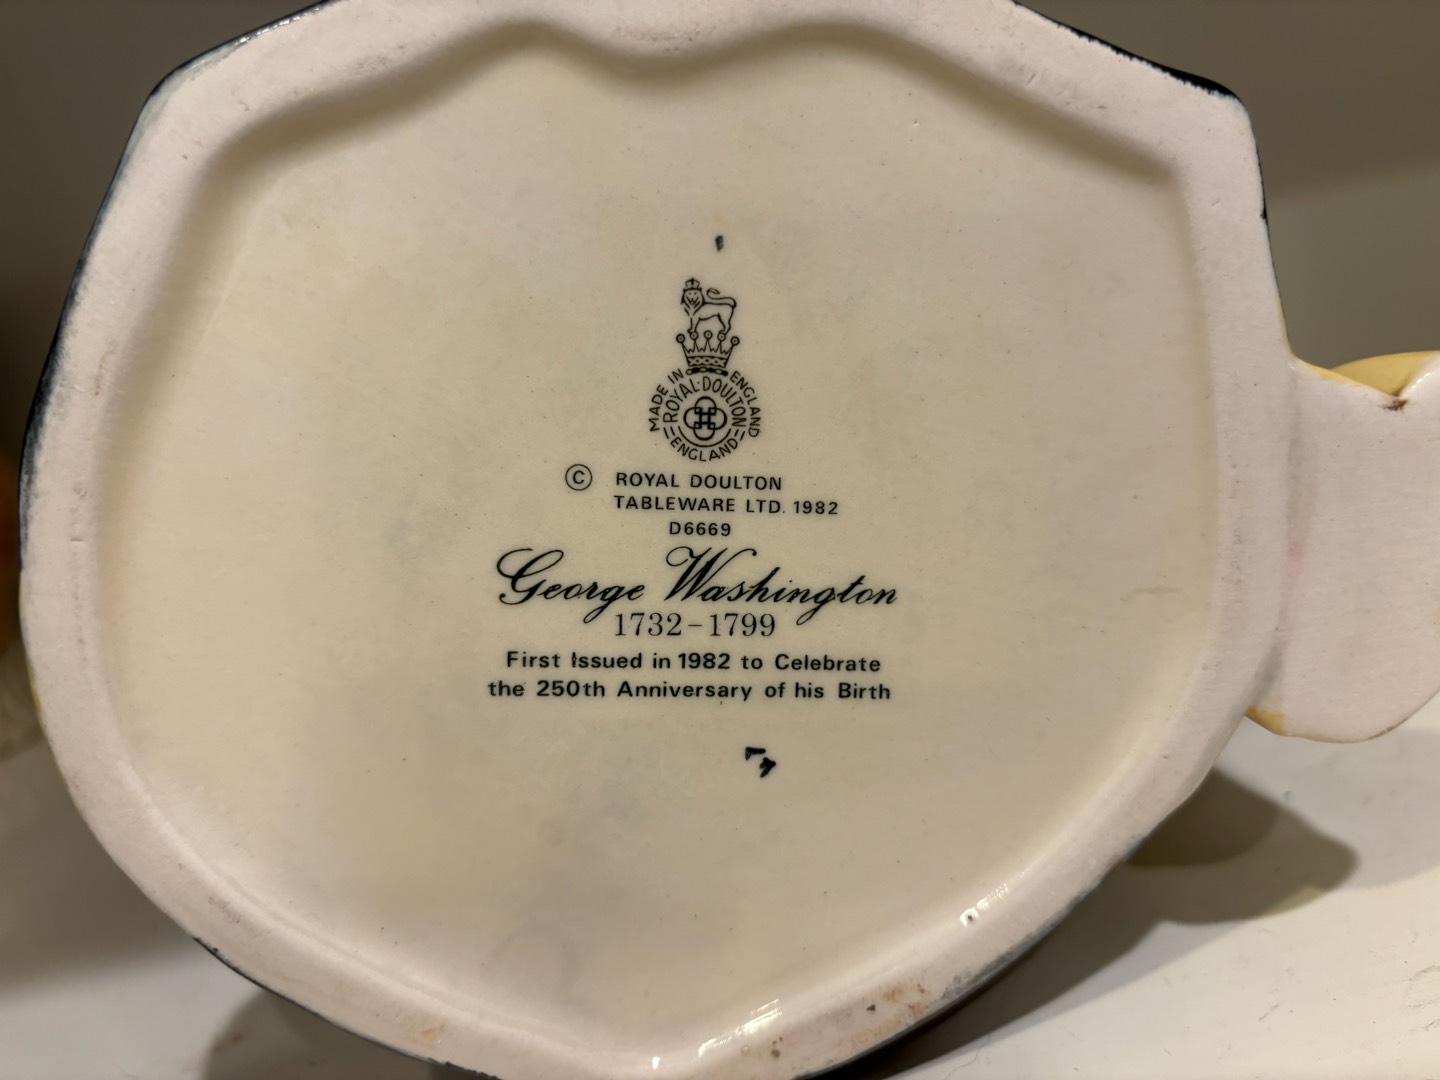 MADE IN ENGLAND
ROYAL·DOULTON
ENGLAND
© ROYAL DOULTON
TABLEWARE LTD. 1982
D6669
George Washington
1732-1799
First Issued in 1982 to Celebrate
the 250th Anniversary of his Birth